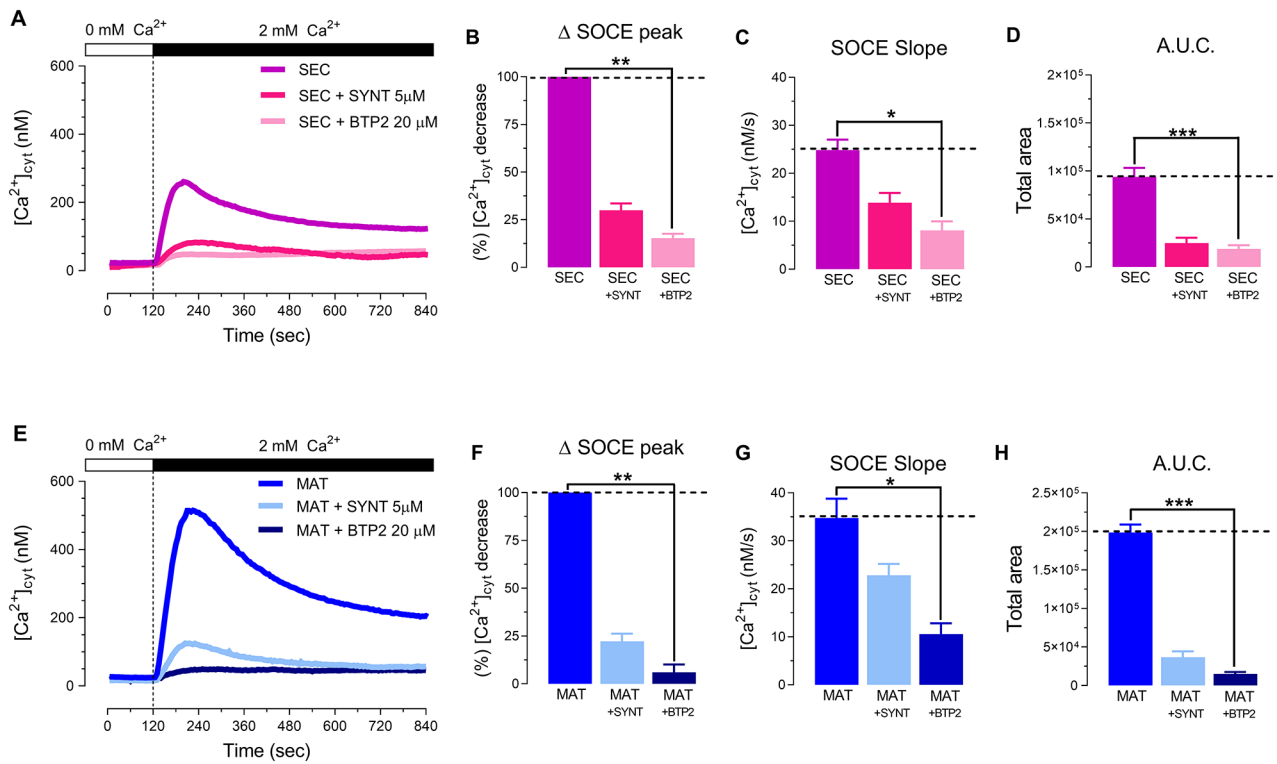 A
0 mM Ca²⁺ 2 mM Ca²⁺
SEC
SEC + SYNT 5μM
SEC + BTP2 20 μM
[Ca²⁺]cyt (nM)
600
400
200
0
0 120 240 360 480 600 720 840
Time (sec)
B
Δ SOCE peak
**
(%) [Ca²⁺]cyt decrease
100
75
50
25
0
SEC SEC SEC
+SYNT +BTP2
C
SOCE Slope
*
[Ca²⁺]cyt (nM/s)
40
30
20
10
0
SEC SEC SEC
+SYNT +BTP2
D
A.U.C.
***
Total area
2×10⁵
1.5×10⁵
1×10⁵
5×10⁴
0
SEC SEC SEC
+SYNT +BTP2
E
0 mM Ca²⁺ 2 mM Ca²⁺
MAT
MAT + SYNT 5μM
MAT + BTP2 20 μM
[Ca²⁺]cyt (nM)
600
400
200
0
0 120 240 360 480 600 720 840
Time (sec)
F
Δ SOCE peak
**
(%) [Ca²⁺]cyt decrease
100
75
50
25
0
MAT MAT MAT
+SYNT +BTP2
G
SOCE Slope
*
[Ca²⁺]cyt (nM/s)
40
30
20
10
0
MAT MAT MAT
+SYNT +BTP2
H
A.U.C.
***
Total area
2.5×10⁵
2×10⁵
1.5×10⁵
1×10⁵
5×10⁴
0
MAT MAT MAT
+SYNT +BTP2